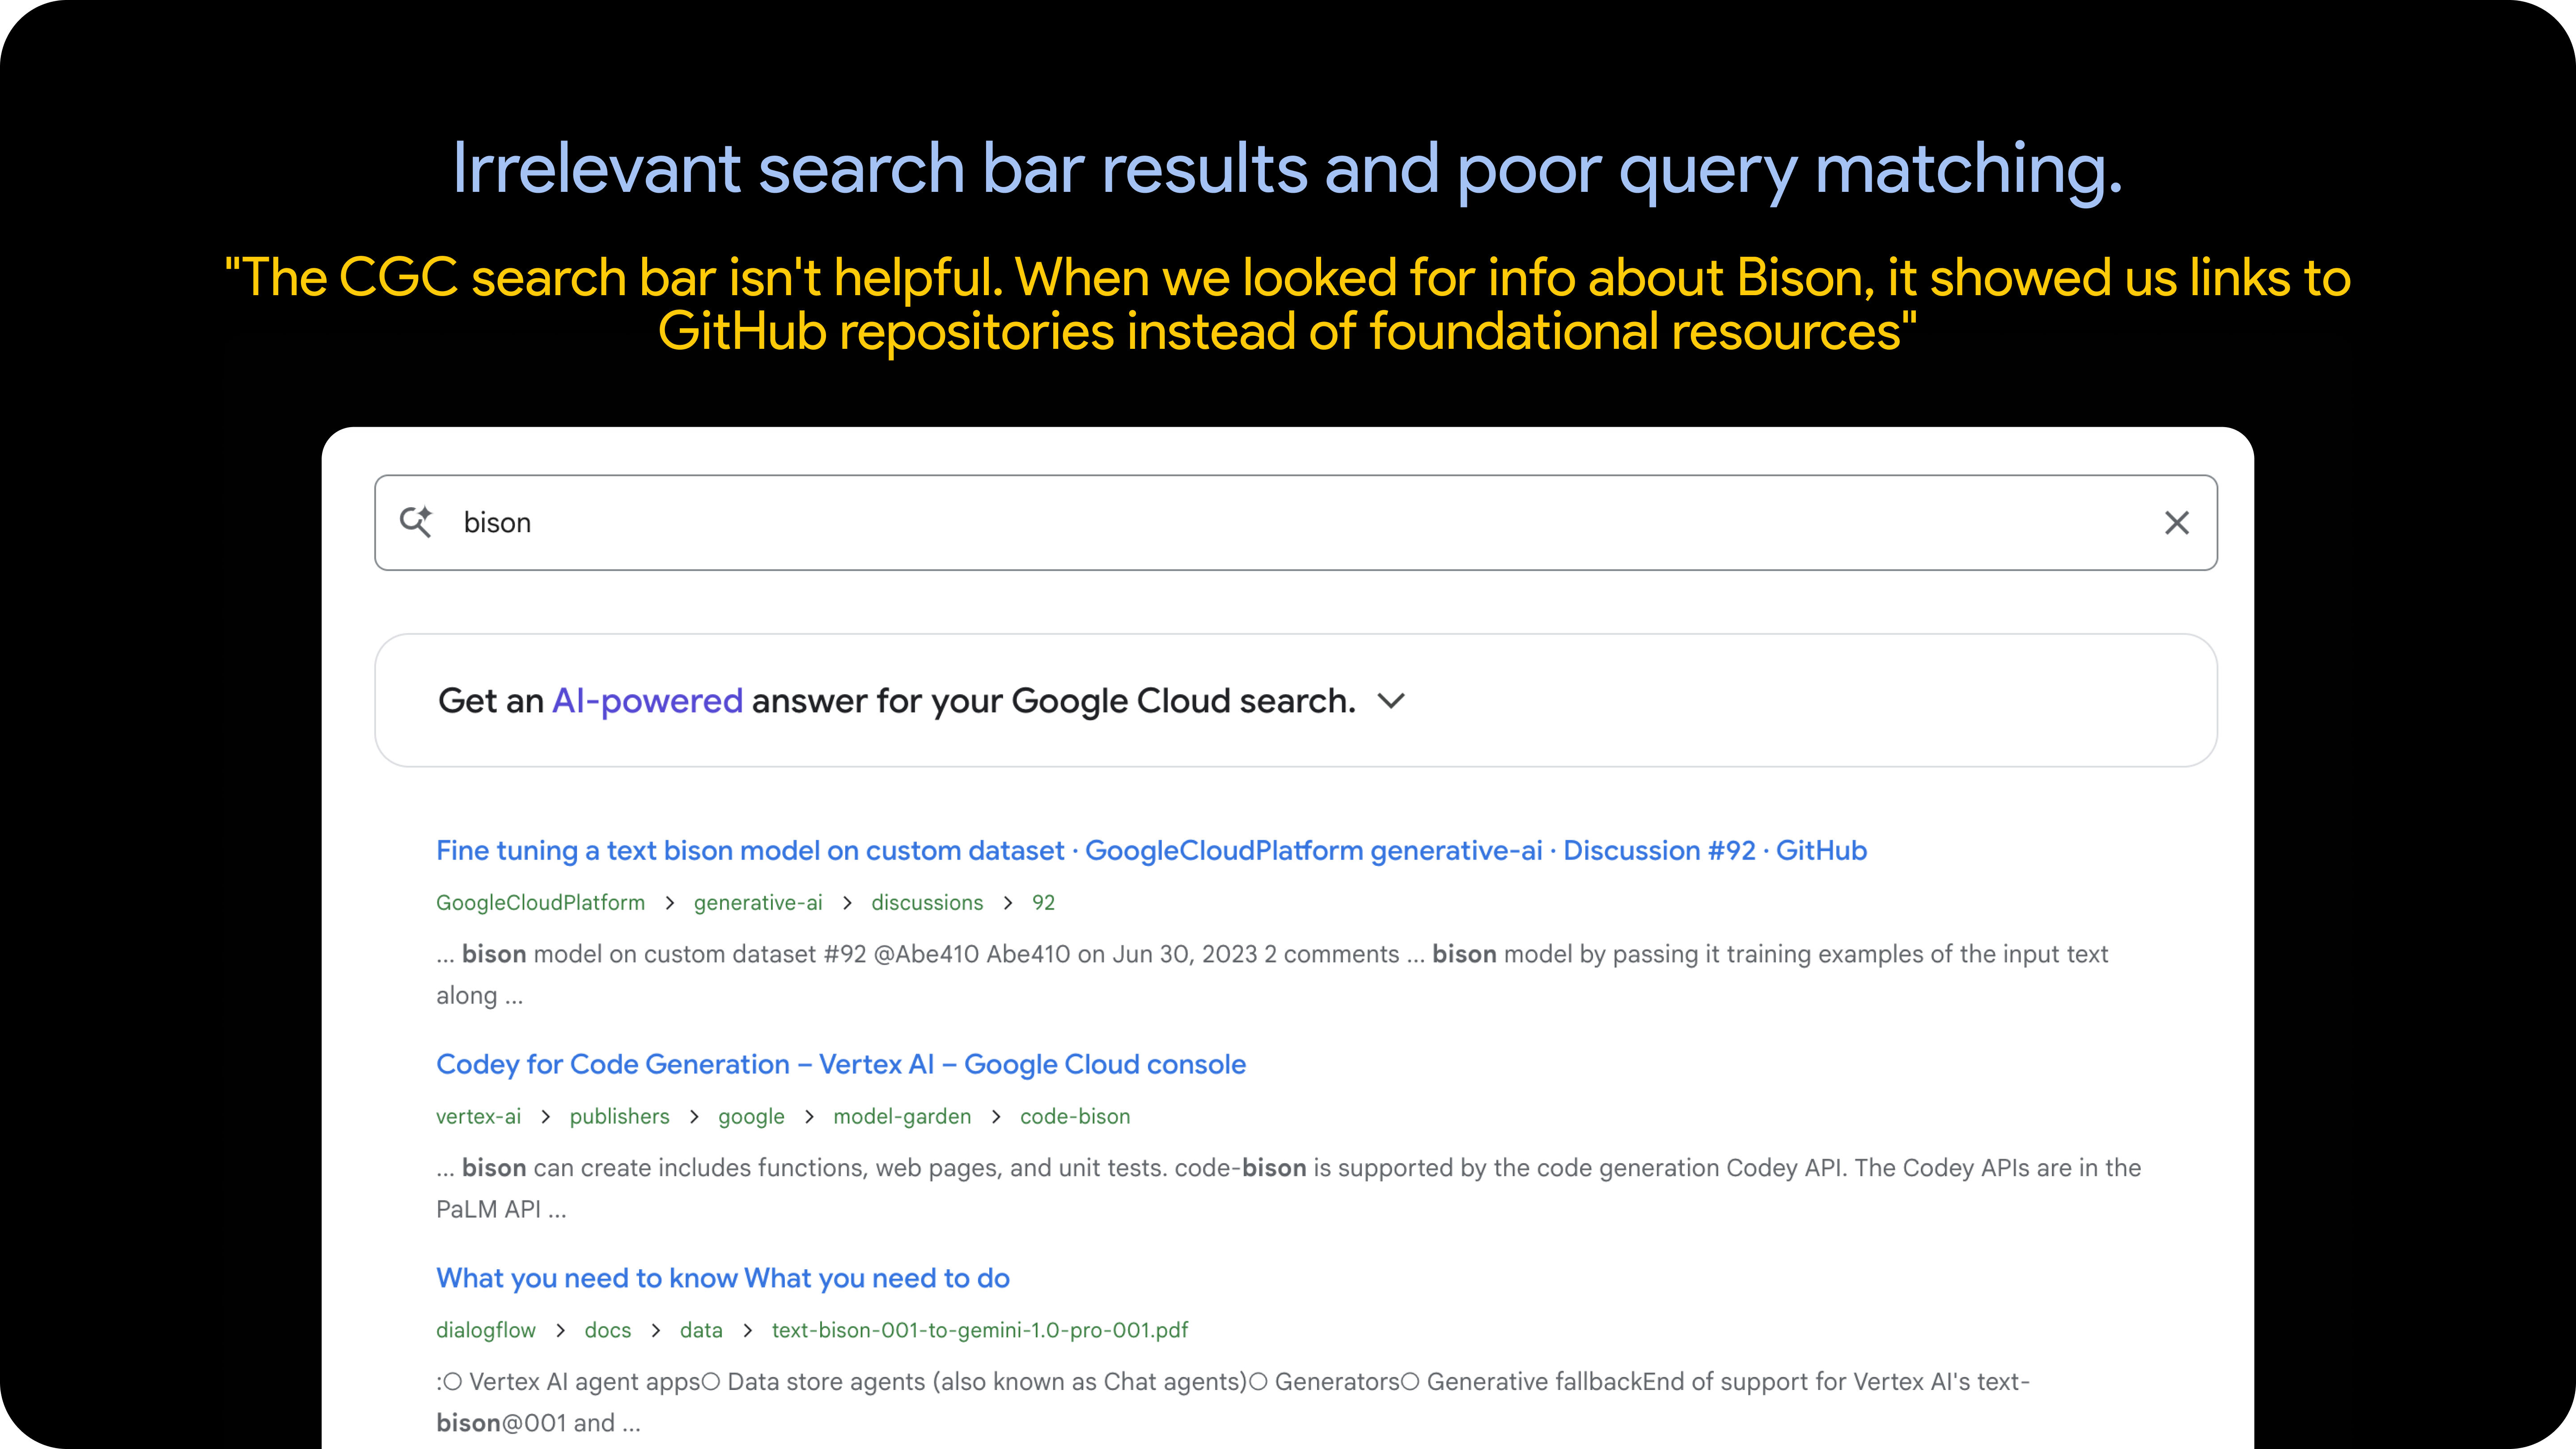 Irrelevant search bar results and poor query matching.
"The CGC search bar isn't helpful. When we looked for info about Bison, it showed us links to
GitHub repositories instead of foundational resources"
bison
Get an AI-powered answer for your Google Cloud search.
Fine tuning a text bison model on custom dataset · GoogleCloudPlatform generative-ai · Discussion #92 · GitHub
GoogleCloudPlatform > generative-ai > discussions > 92
... bison model on custom dataset #92 @Abe410 Abe410 on Jun 30, 2023 2 comments ... bison model by passing it training examples of the input text
along ...
Codey for Code Generation – Vertex AI – Google Cloud console
vertex-ai > publishers > google > model-garden > code-bison
... bison can create includes functions, web pages, and unit tests. code-bison is supported by the code generation Codey API. The Codey APIs are in the
PaLM API ...
What you need to know What you need to do
dialogflow > docs > data > text-bison-001-to-gemini-1.0-pro-001.pdf
:○ Vertex AI agent apps○ Data store agents (also known as Chat agents)○ Generators○ Generative fallbackEnd of support for Vertex AI's text-
bison@001 and ...